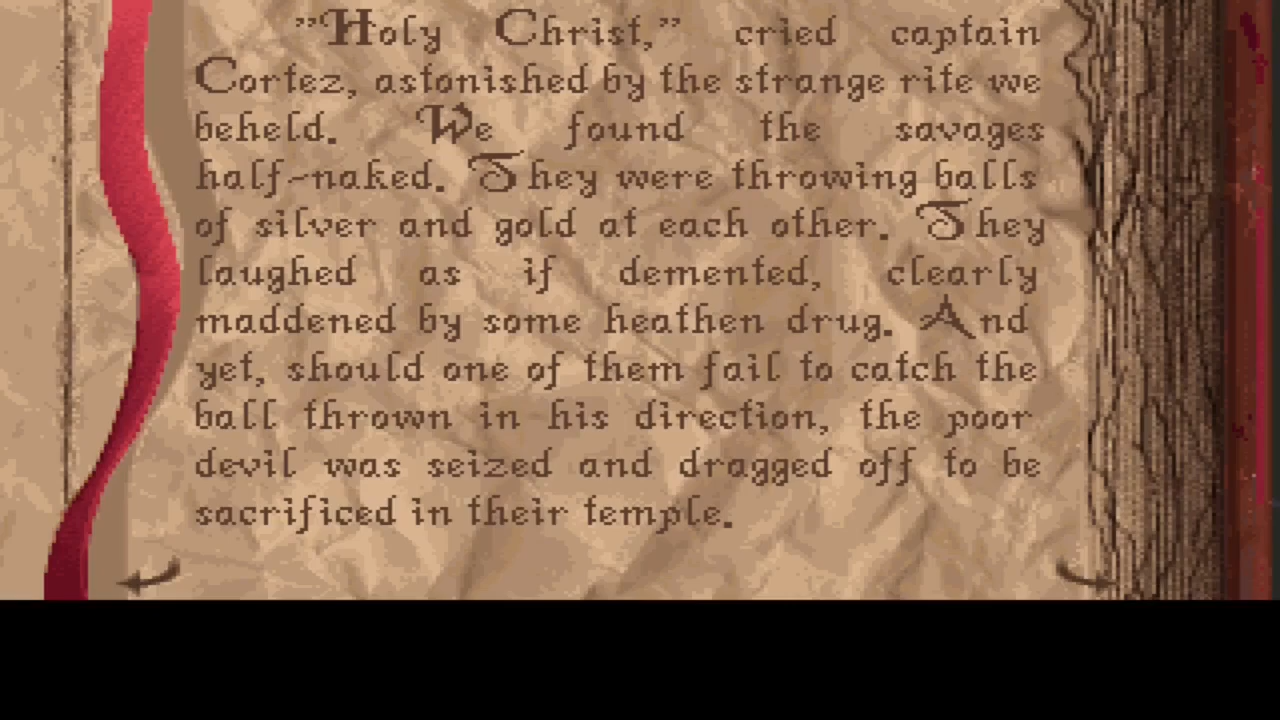 ”Holy Christ,” cried captain
Cortez, astonished by the strange rite we
beheld. We found the savages
half-naked. They were throwing balls
of silver and gold at each other. They
laughed as if demented, clearly
maddened by some heathen drug. And
yet, should one of them fail to catch the
ball thrown in his direction, the poor
devil was seized and dragged off to be
sacrificed in their temple.